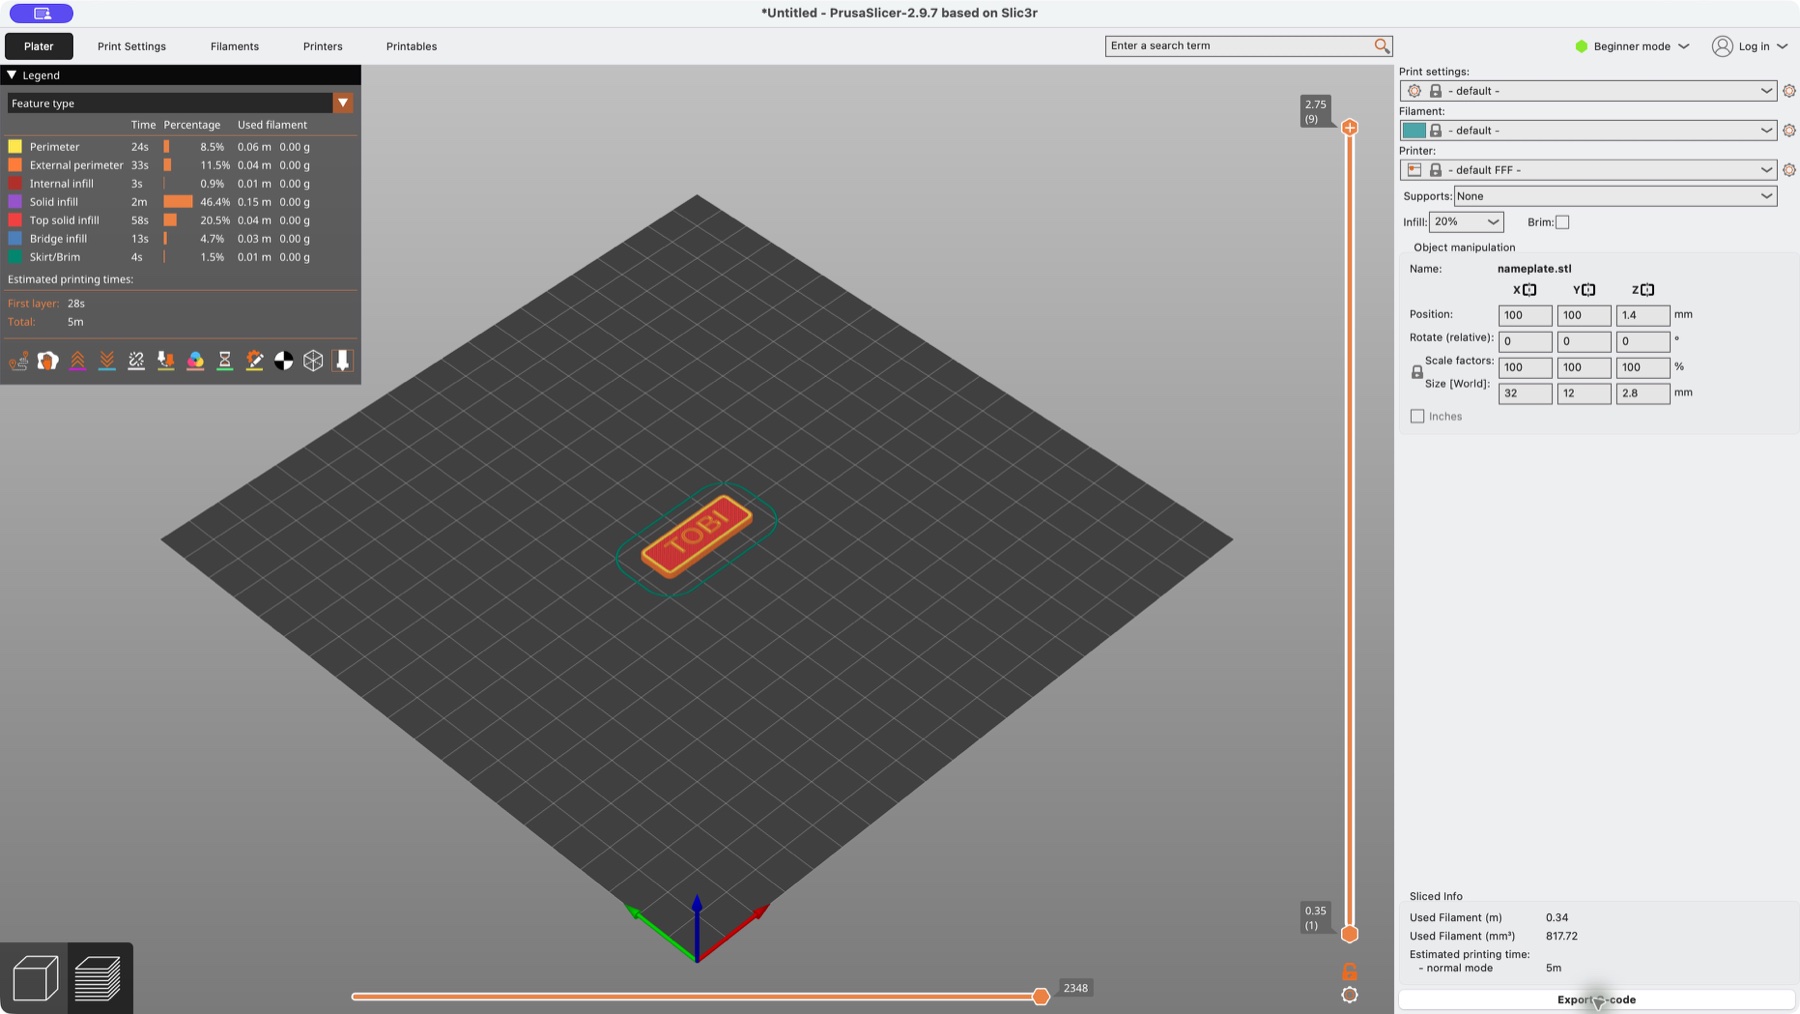 *Untitled - PrusaSlicer-2.9.7 based on Slic3r
Plater Print Settings Filaments Printers Printables Enter a search term Beginner mode Log in
Legend
Feature type
Time Percentage Used filament
Perimeter 24s 8.5% 0.06 m 0.00 g
External perimeter 33s 11.5% 0.04 m 0.00 g
Internal infill 3s 0.9% 0.01 m 0.00 g
Solid infill 2m 46.4% 0.15 m 0.00 g
Top solid infill 58s 20.5% 0.04 m 0.00 g
Bridge infill 13s 4.7% 0.03 m 0.00 g
Skirt/Brim 4s 1.5% 0.01 m 0.00 g
Estimated printing times:
First layer: 28s
Total: 5m
TOBI
2.75
(9)
0.35
(1)
2348
Print settings:
- default -
Filament:
- default -
Printer:
- default FFF -
Supports: None
Infill: 20% Brim:
Object manipulation
Name: nameplate.stl
X Y Z
Position: 100 100 1.4 mm
Rotate (relative): 0 0 0 °
Scale factors: 100 100 100 %
Size [World]: 32 12 2.8 mm
Inches
Sliced Info
Used Filament (m) 0.34
Used Filament (mm³) 817.72
Estimated printing time:
- normal mode 5m
Export G-code